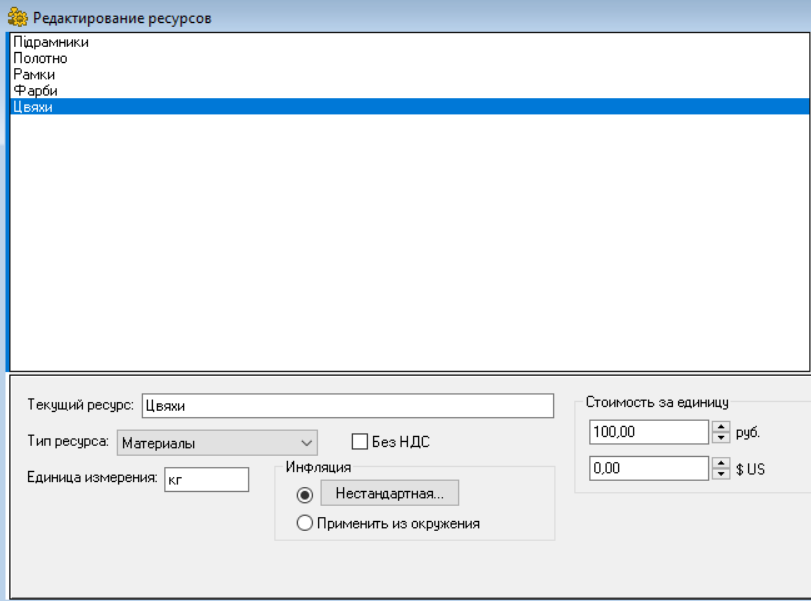 Редактирование ресурсов
Підрамники
Полотно
Рамки
Фарби
Цвяхи
Текущий ресурс: Цвяхи
Тип ресурса: Материалы
Без НДС
Единица измерения: кг
Инфляция
Нестандартная...
Применить из окружения
Стоимость за единицу
100,00 руб.
0,00 $ US